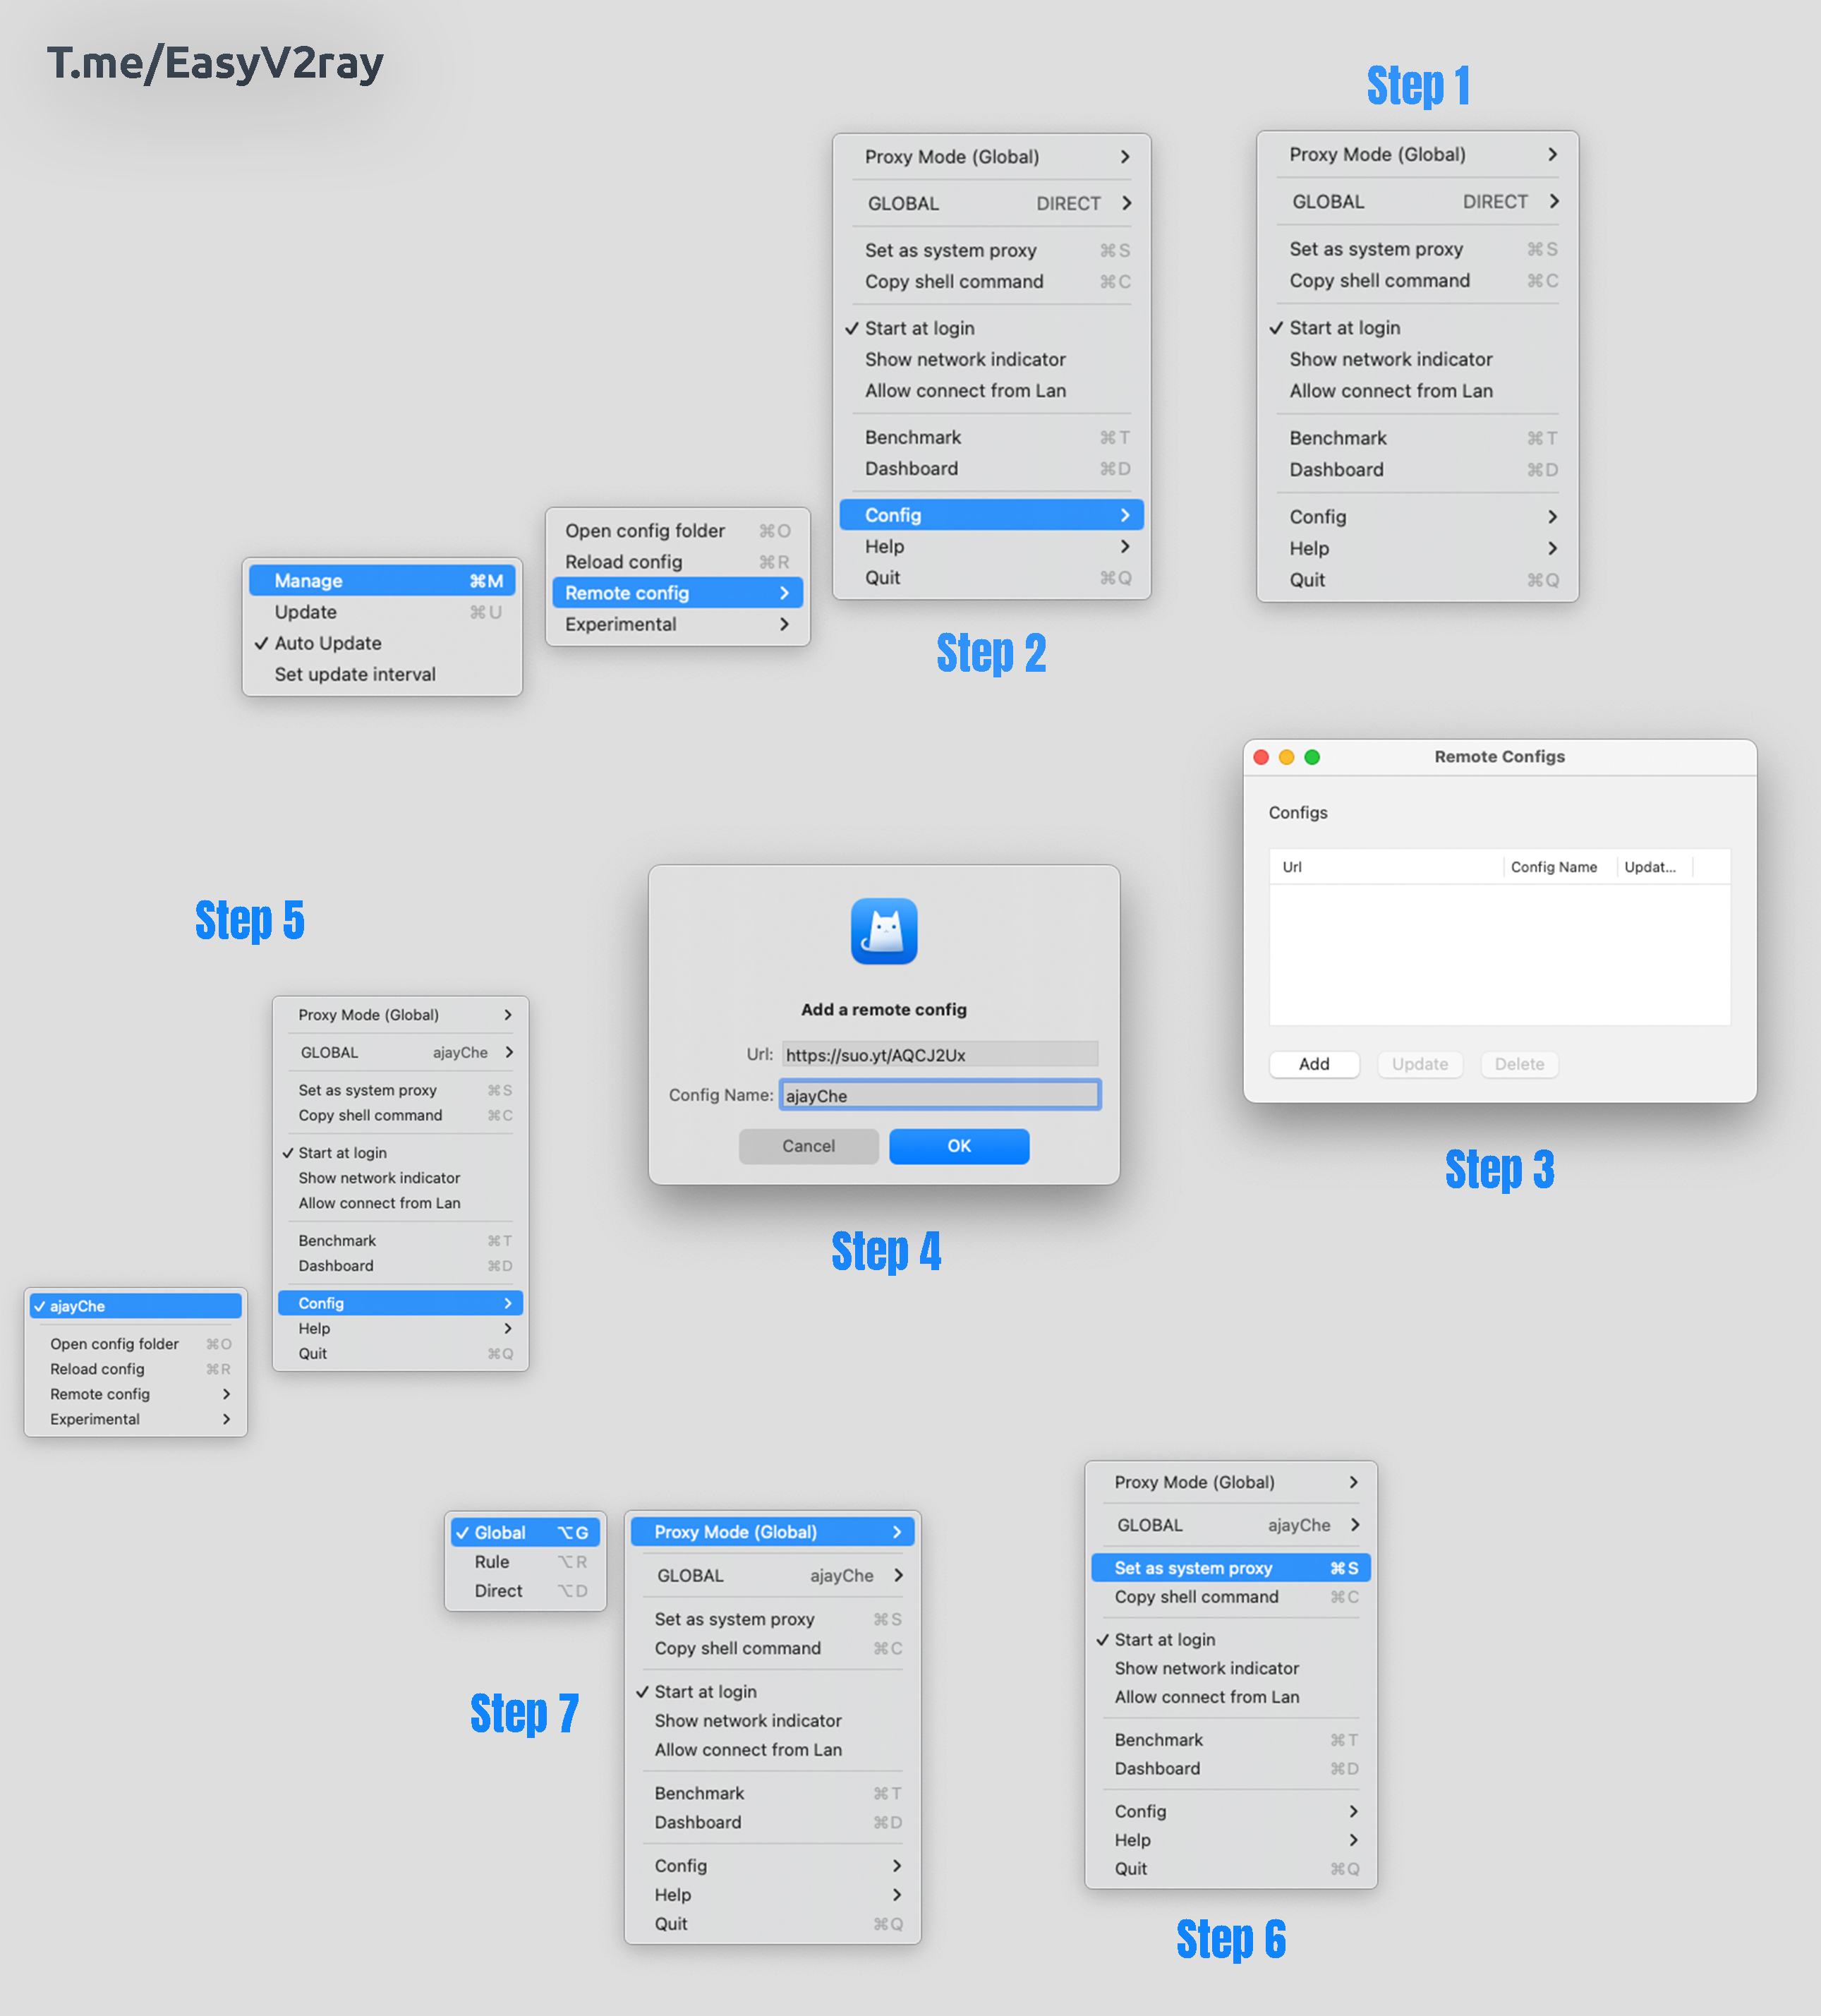 T.me/EasyV2ray
Step 1
Proxy Mode (Global)
GLOBAL DIRECT
Set as system proxy ⌘S
Copy shell command ⌘C
✓ Start at login
Show network indicator
Allow connect from Lan
Benchmark ⌘T
Dashboard ⌘D
Config
Help
Quit ⌘Q
Proxy Mode (Global)
GLOBAL DIRECT
Set as system proxy ⌘S
Copy shell command ⌘C
✓ Start at login
Show network indicator
Allow connect from Lan
Benchmark ⌘T
Dashboard ⌘D
Config
Help
Quit ⌘Q
Open config folder ⌘O
Reload config ⌘R
Remote config
Experimental
Manage ⌘M
Update ⌘U
✓ Auto Update
Set update interval
Step 2
Remote Configs
Configs
Url Config Name Updat...
Add Update Delete
Step 3
Add a remote config
Url: https://suo.yt/AQCJ2Ux
Config Name: ajayChe
Cancel OK
Step 4
Step 5
Proxy Mode (Global)
GLOBAL ajayChe
Set as system proxy ⌘S
Copy shell command ⌘C
✓ Start at login
Show network indicator
Allow connect from Lan
Benchmark ⌘T
Dashboard ⌘D
Config
Help
Quit ⌘Q
✓ ajayChe
Open config folder ⌘O
Reload config ⌘R
Remote config
Experimental
Proxy Mode (Global)
GLOBAL ajayChe
Set as system proxy ⌘S
Copy shell command ⌘C
✓ Start at login
Show network indicator
Allow connect from Lan
Benchmark ⌘T
Dashboard ⌘D
Config
Help
Quit ⌘Q
Step 6
Proxy Mode (Global)
GLOBAL ajayChe
Set as system proxy ⌘S
Copy shell command ⌘C
✓ Start at login
Show network indicator
Allow connect from Lan
Benchmark ⌘T
Dashboard ⌘D
Config
Help
Quit ⌘Q
✓ Global ⌥G
Rule ⌥R
Direct ⌥D
Step 7